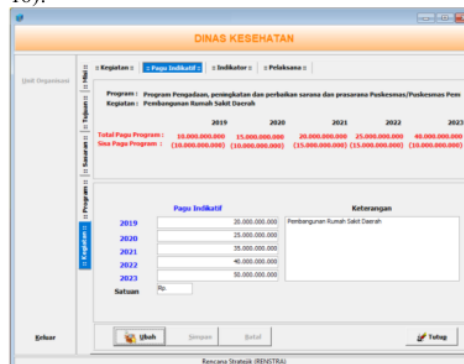 10).
DINAS KESEHATAN
Unit Organisasi
:: Kegiatan :: :: Pagu Indikatif :: :: Indikator :: :: Pelaksana ::
:: Misi ::
:: Tujuan ::
:: Sasaran ::
:: Program ::
:: Kegiatan ::
Program : Program Pengadaan, peningkatan dan perbaikan sarana dan prasarana Puskesmas/Puskesmas Pem
Kegiatan : Pembangunan Rumah Sakit Daerah
2019 2020 2021 2022 2023
Total Pagu Program : 10.000.000.000 15.000.000.000 20.000.000.000 25.000.000.000 40.000.000.000
Sisa Pagu Program : (10.000.000.000) (10.000.000.000) (15.000.000.000) (15.000.000.000) (10.000.000.000)
Pagu Indikatif Keterangan
2019 20.000.000.000 Pembangunan Rumah Sakit Daerah
2020 25.000.000.000
2021 35.000.000.000
2022 40.000.000.000
2023 50.000.000.000
Satuan Rp.
Keluar Ubah Simpan Batal Tutup
Rencana Strategik (RENSTRA)